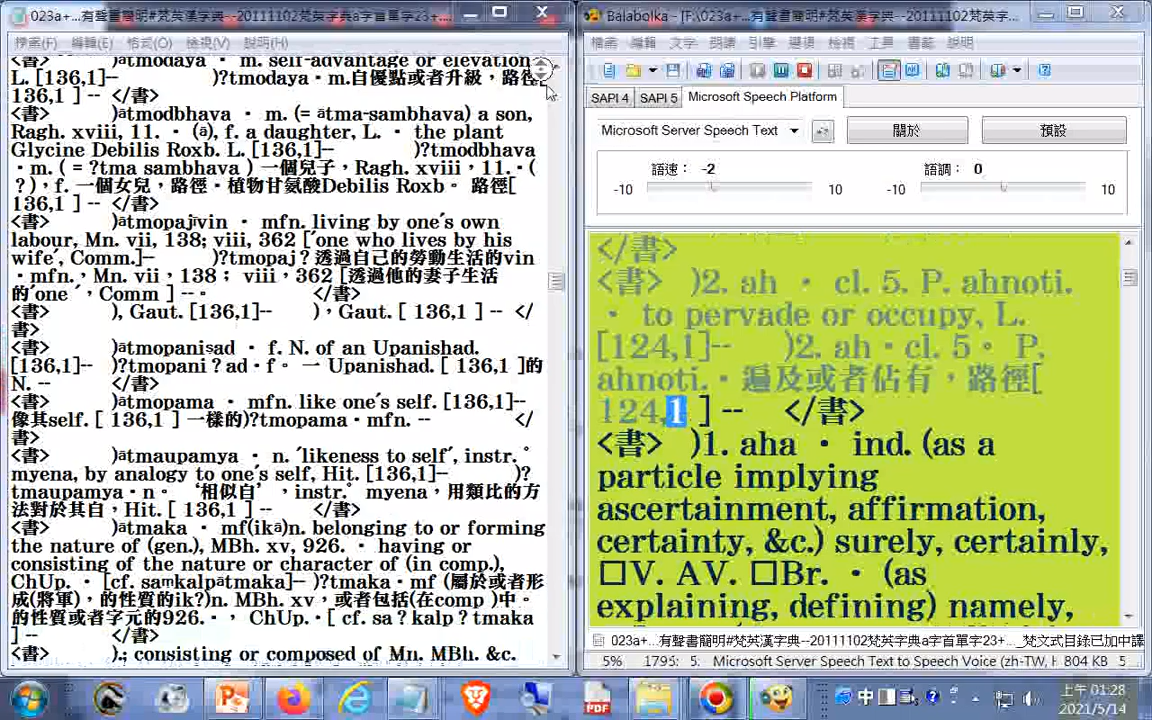 023a+...有聲書簡明#梵英漢字典--20111102梵英字典a字首單字23+...
檔案(F) 編輯(E) 格式(O) 檢視(V) 說明(H)
<書> )ātmodaya • m. self-advantage or elevation,
L. [136,1]-- )?tmodaya • m.自優點或者升級，路徑[
136,1 ] -- </書>
<書> )ātmodbhava • m. (= ātma-sambhava) a son,
Ragh. xviii, 11. • (ā), f. a daughter, L. • the plant
Glycine Debilis Roxb. L. [136,1]-- )?tmodbhava
• m. ( = ?tma sambhava ) 一個兒子，Ragh. xviii，11. • (
? ), f. 一個女兒，路徑 • 植物甘氨酸Debilis Roxb。 路徑[
136,1 ] -- </書>
<書> )ātmopajīvin • mfn. living by one's own
labour, Mn. vii, 138; viii, 362 ['one who lives by his
wife', Comm.]-- )?tmopaj？透過自己的勞動生活的vin
• mfn.，Mn. vii，138； viii，362 [透過他的妻子生活
的'one ´，Comm ] -- 。 </書>
<書> ), Gaut. [136,1]-- )，Gaut. [ 136,1 ] -- </
書>
<書> )ātmopaniṣad • f. N. of an Upanishad.
[136,1]-- )?tmopani？ad • f。 一 Upanishad. [ 136,1 ]的
N. -- </書>
<書> )ātmopama • mfn. like one's self. [136,1]--
像其self. [ 136,1 ] 一樣的)?tmopama • mfn. -- </
書>
<書> )ātmaupamya • n. 'likeness to self', instr. °
myena, by analogy to one's self, Hit. [136,1]-- )?
tmaupamya • n。 ‘相似自’，instr.° myena，用類比的方
法對於其自，Hit. [ 136,1 ] -- </書>
<書> )ātmaka • mf(ikā)n. belonging to or forming
the nature of (gen.), MBh. xv, 926. • having or
consisting of the nature or character of (in comp.),
ChUp. • [cf. saṃkalpātmaka]-- )?tmaka • mf (屬於或者形
成(將軍)，的性質的ik?)n. MBh. xv，或者包括(在comp )中。
的性質或者字元的926. • ， ChUp. • [ cf. sa？kalp？tmaka
] -- </書>
<書> ).; consisting or composed of Mn. MBh. &c.
Balabolka - [F:\023a+...有聲書簡明#梵英漢字典--20111102梵英字...
檔案 編輯 文字 朗讀 引擎 選項 檢視 工具 書籤 說明
SAPI 4 SAPI 5 Microsoft Speech Platform
Microsoft Server Speech Text 關於 預設
語速： -2 語調： 0
-10 10 -10 10
</書>
<書> )2. ah • cl. 5. P. ahnoti.
• to pervade or occupy, L.
[124,1]-- )2. ah • cl. 5。 P.
ahnoti. • 遍及或者佔有，路徑[
124,1 ] -- </書>
<書> )1. aha • ind. (as a
particle implying
ascertainment, affirmation,
certainty, &c.) surely, certainly,
□V. AV. □Br. • (as
explaining, defining) namely,
023a+...有聲書簡明#梵英漢字典--20111102梵英字典a字首單字23+..._梵文式目錄已加中譯
5% 1795: 5: Microsoft Server Speech Text to Speech Voice (zh-TW, H 804 KB 5
中
上午 01:28
2021/5/14